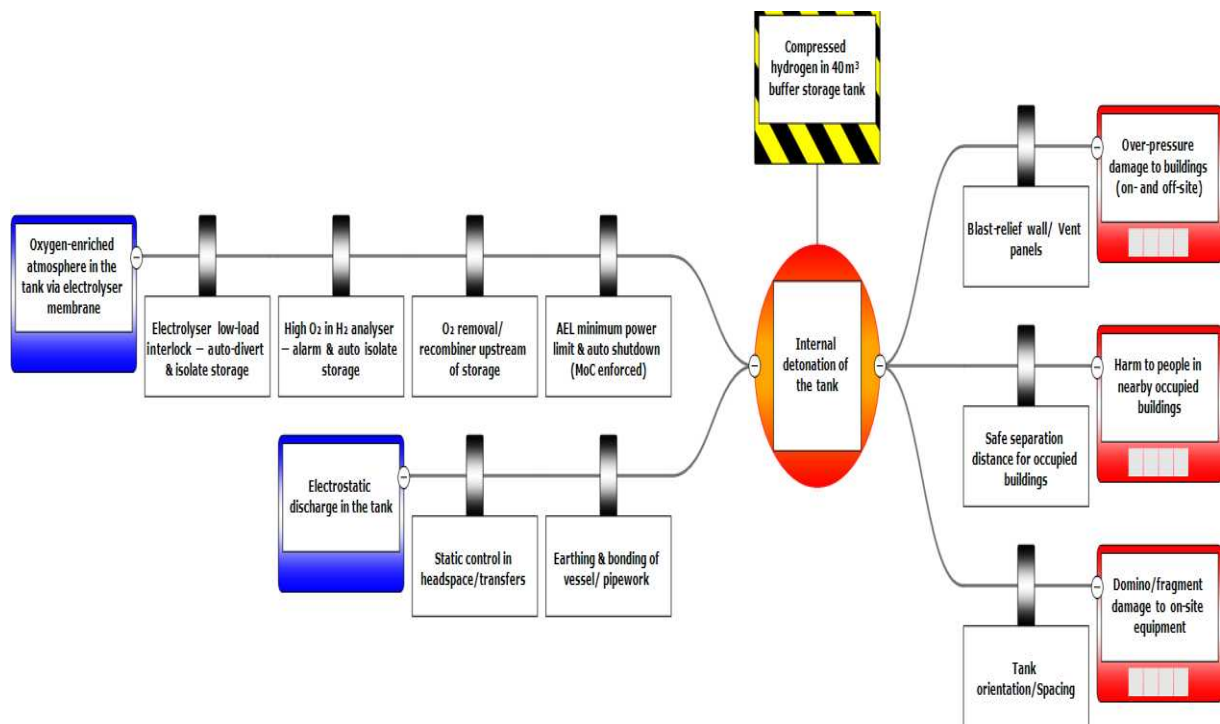 Compressed
hydrogen in 40 m³
buffer storage tank
Over-pressure
damage to buildings
(on- and off-site)
Blast-relief wall/ Vent
panels
Oxygen-enriched
atmosphere in the
tank via electrolyser
membrane
Electrolyser low-load
interlock – auto-divert
& isolate storage
High O₂ in H₂ analyser
– alarm & auto isolate
storage
O₂ removal/
recombiner upstream
of storage
AEL minimum power
limit & auto shutdown
(MoC enforced)
Internal
detonation of
the tank
Harm to people in
nearby occupied
buildings
Safe separation
distance for occupied
buildings
Electrostatic
discharge in the tank
Static control in
headspace/transfers
Earthing & bonding of
vessel/ pipework
Domino/fragment
damage to on-site
equipment
Tank
orientation/Spacing